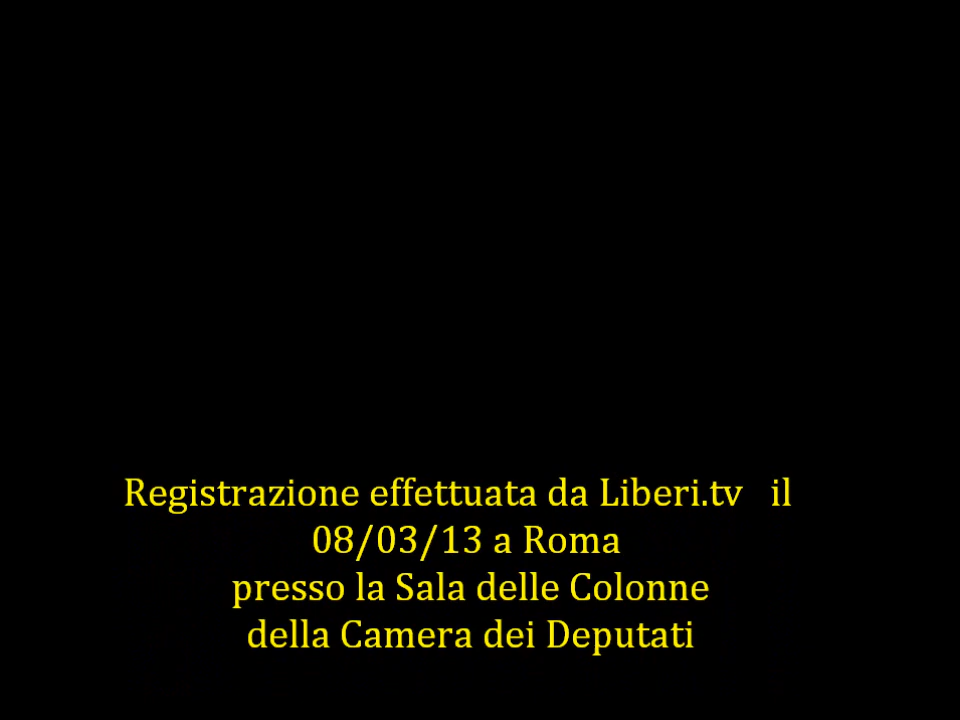 Registrazione effettuata da Liberi.tv il
08/03/13 a Roma
presso la Sala delle Colonne
della Camera dei Deputati